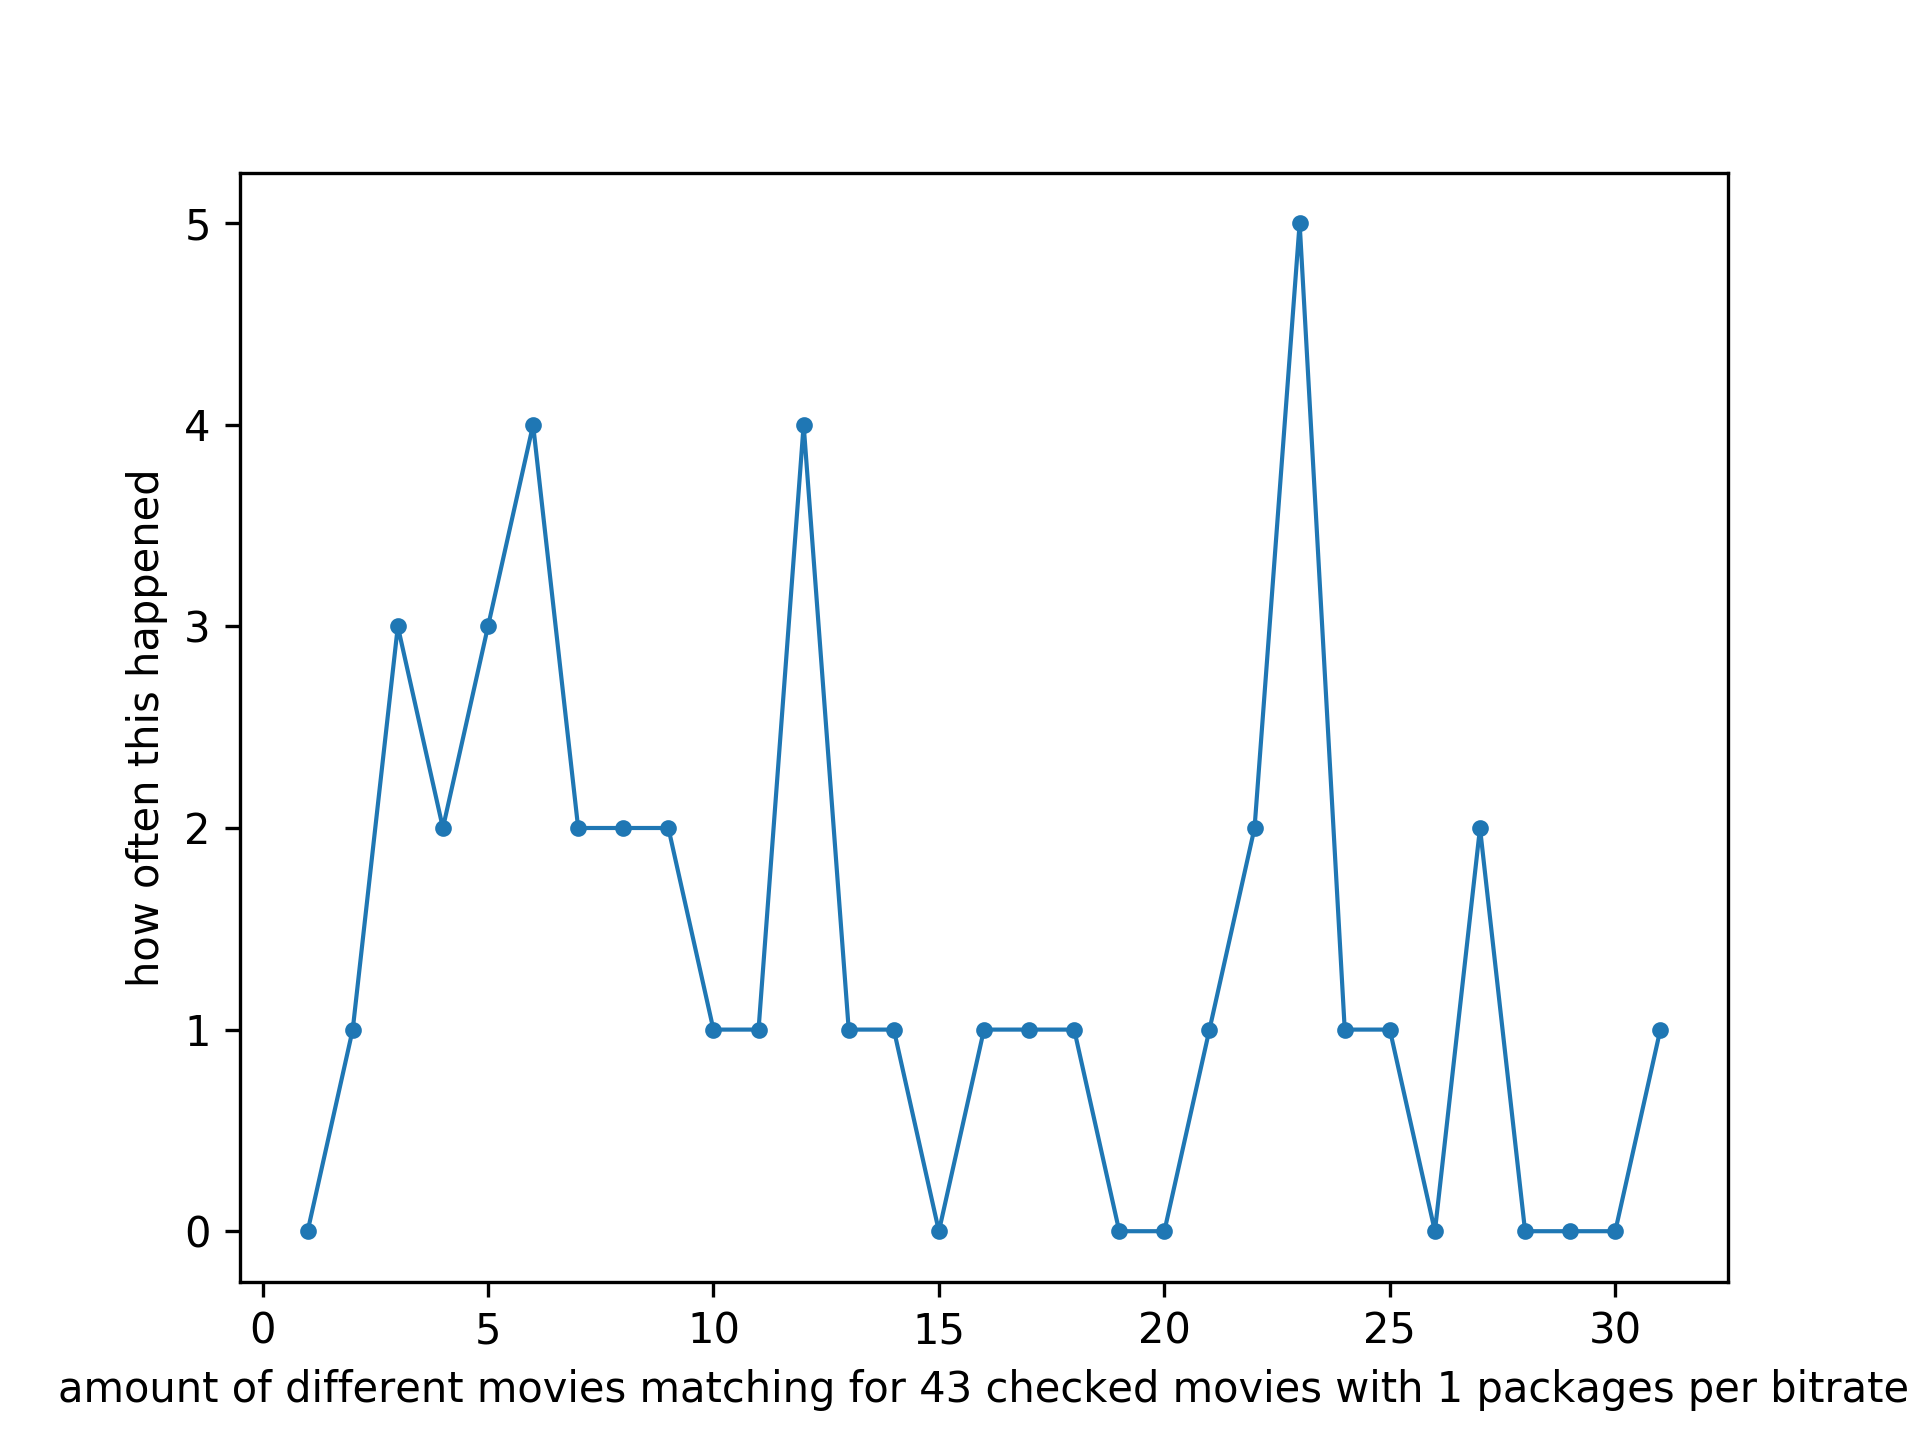 how often this happened
5
4
3
2
1
0
0 5 10 15 20 25 30
amount of different movies matching for 43 checked movies with 1 packages per bitrate